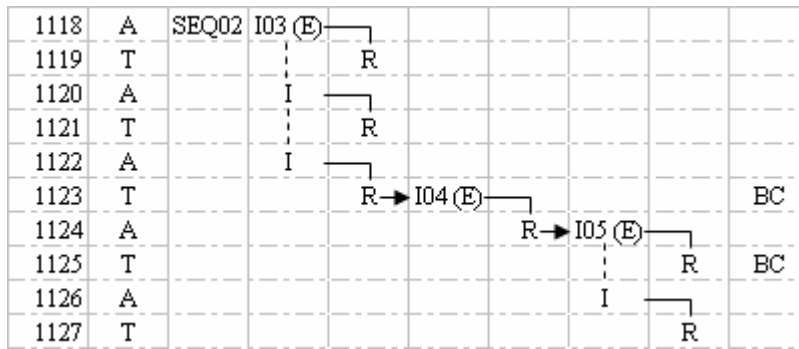 1118 A SEQ02 I03 (E)
1119 T R
1120 A I
1121 T R
1122 A I
1123 T R I04 (E) BC
1124 A R I05 (E)
1125 T R BC
1126 A I
1127 T R